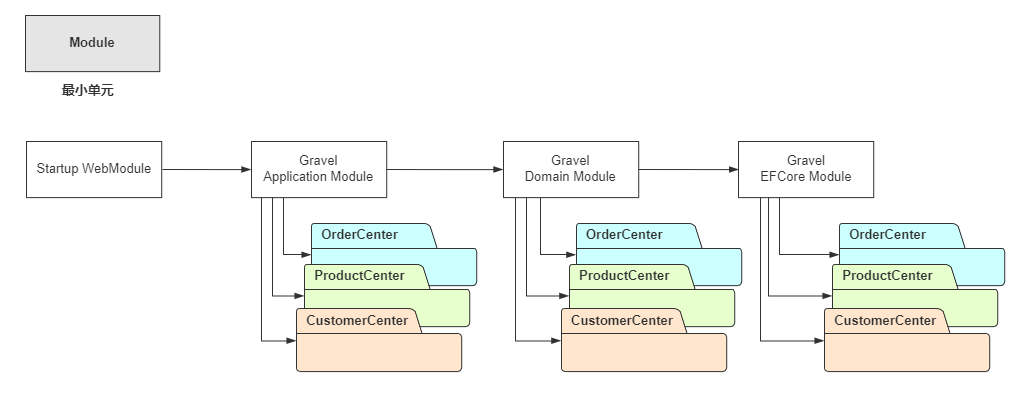 Module
最小单元
Startup WebModule
Gravel
Application Module
Gravel
Domain Module
Gravel
EFCore Module
OrderCenter
ProductCenter
CustomerCenter
OrderCenter
ProductCenter
CustomerCenter
OrderCenter
ProductCenter
CustomerCenter